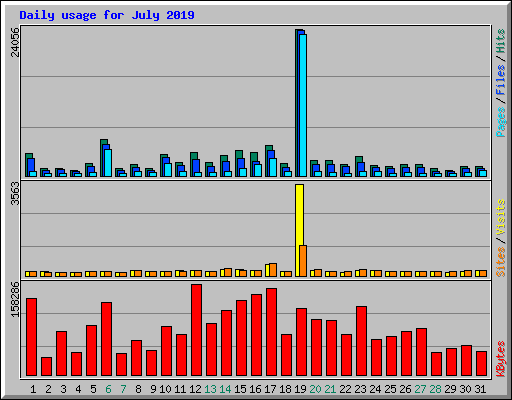 Daily usage for July 2019
24056
Pages / Files / Hits
3563
Sites / Visits
158286
KBytes
1 2 3 4 5 6 7 8 9 10 11 12 13 14 15 16 17 18 19 20 21 22 23 24 25 26 27 28 29 30 31